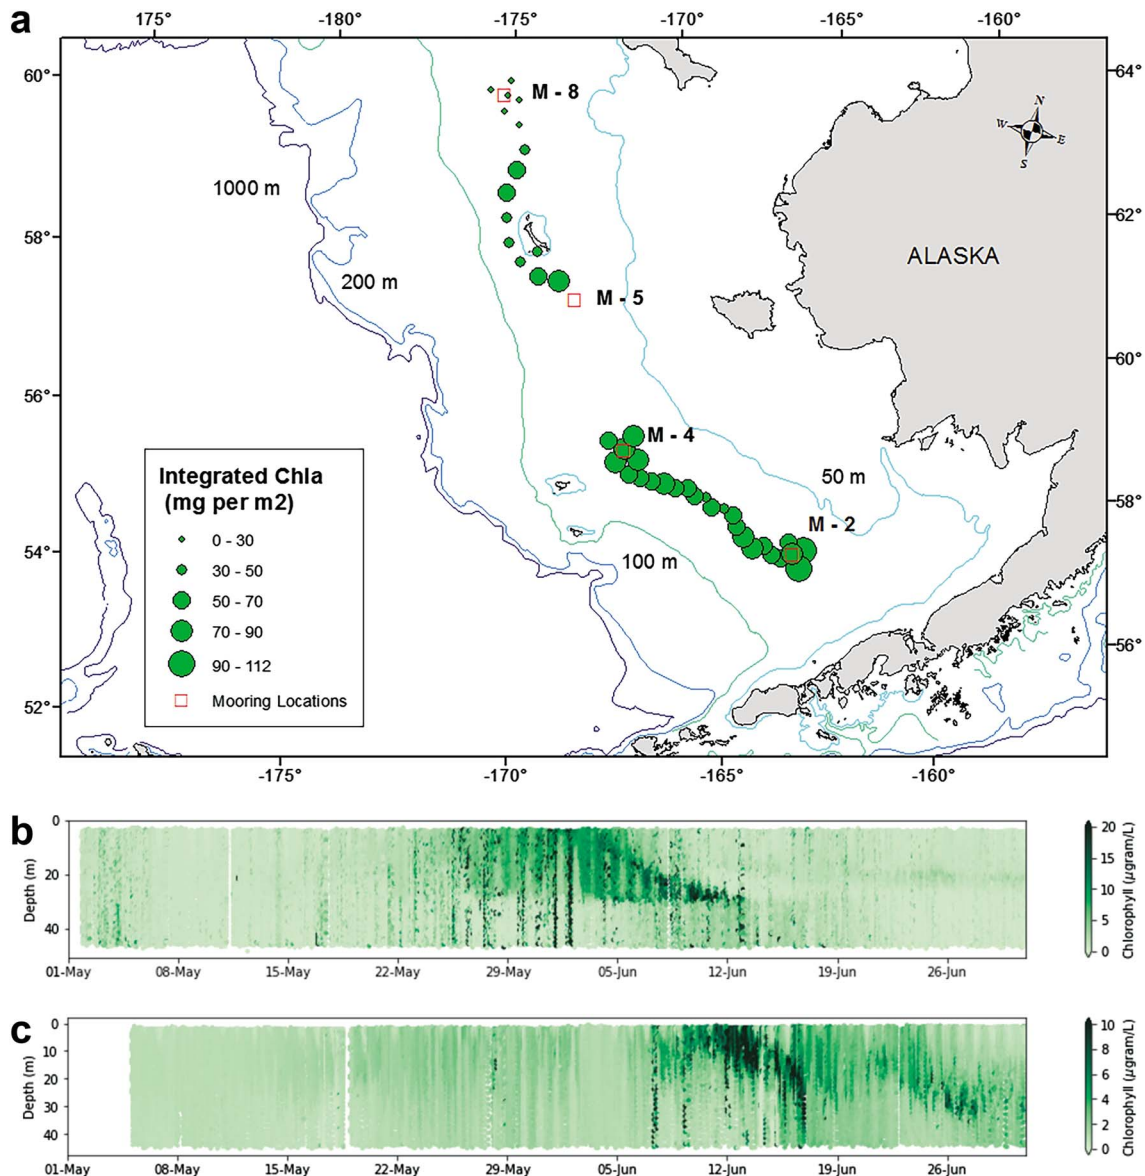 a
175° -180° -175° -170° -165° -160°
60° 64°
M - 8
N
W E
S
1000 m
62°
58°
ALASKA
200 m
M - 5
60°
56°
M - 4
Integrated Chla
(mg per m2)
50 m
58°
M - 2
0 - 30
54°
100 m
30 - 50
50 - 70
70 - 90
56°
90 - 112
Mooring Locations
52°
-175° -170° -165° -160°
b
0
20
40
Depth (m)
01-May 08-May 15-May 22-May 29-May 05-Jun 12-Jun 19-Jun 26-Jun
20
15
10
5
0
Chlorophyll (µgram/L)
c
0
10
20
30
40
Depth (m)
01-May 08-May 15-May 22-May 29-May 05-Jun 12-Jun 19-Jun 26-Jun
10
8
6
4
2
0
Chlorophyll (µgram/L)